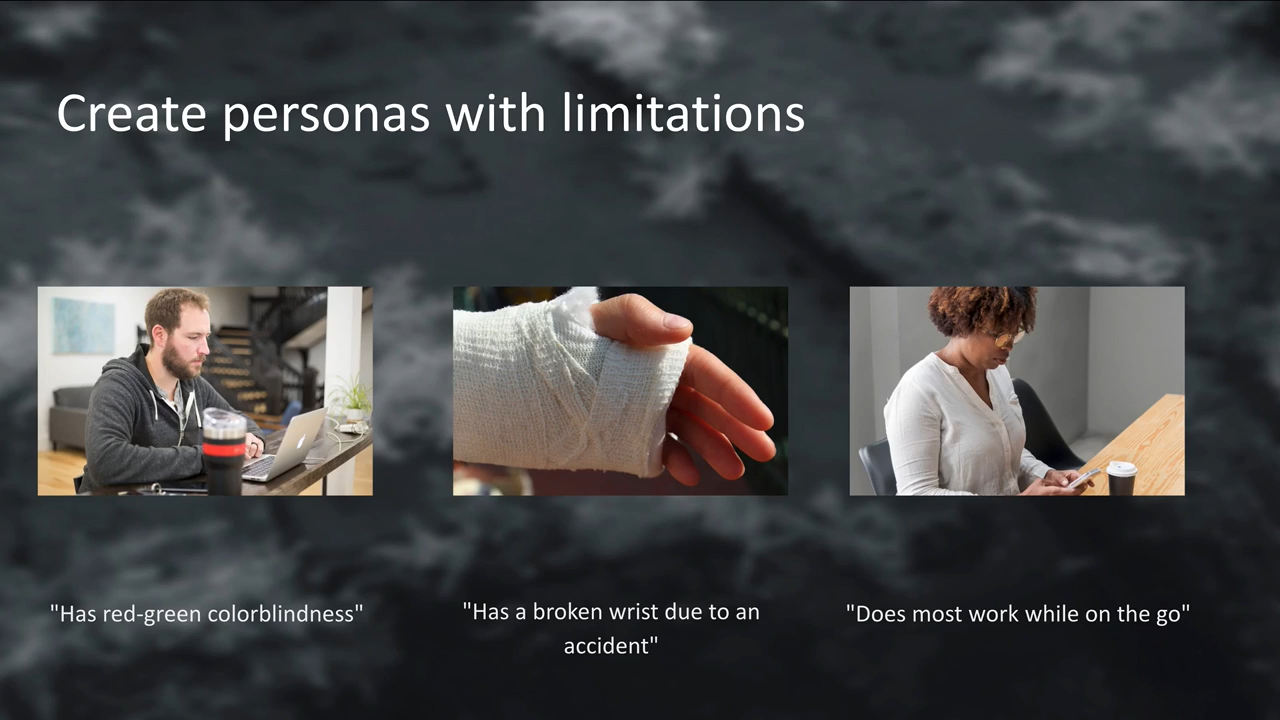 Create personas with limitations
"Has red-green colorblindness"
"Has a broken wrist due to an
accident"
"Does most work while on the go"